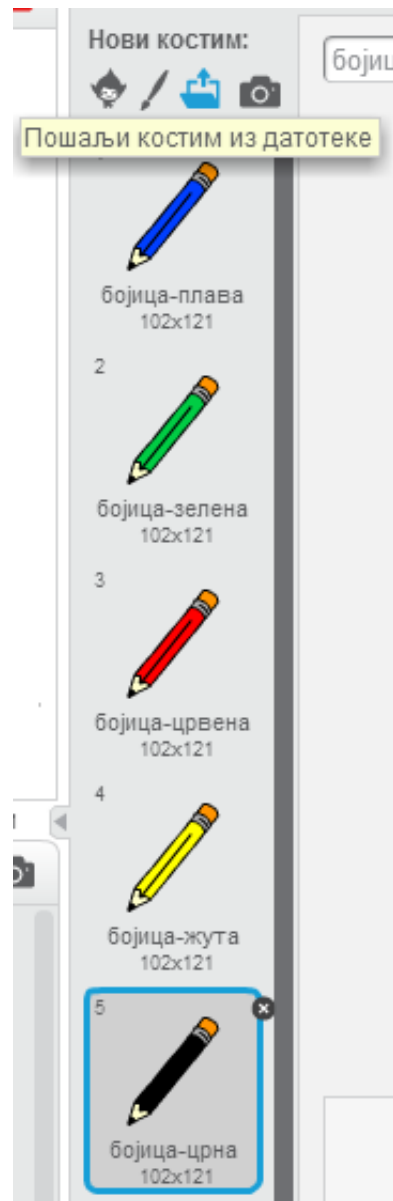 Нови костим:
бојиц
Пошаљи костим из датотеке
бојица-плава
102x121
2
бојица-зелена
102x121
3
бојица-црвена
102x121
4
бојица-жута
102x121
5
бојица-црна
102x121